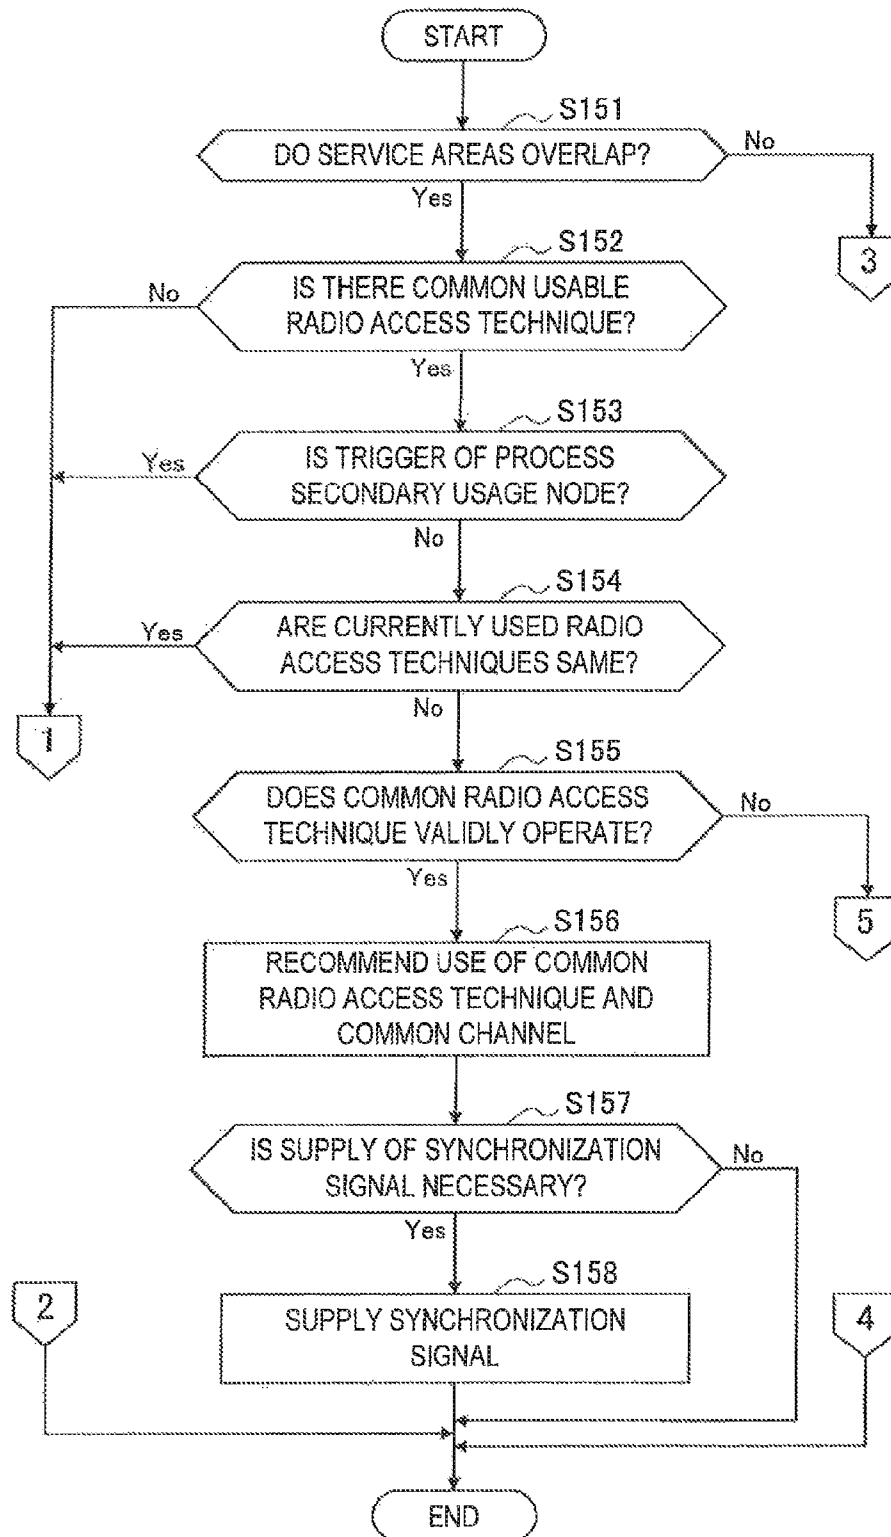 START
S151
DO SERVICE AREAS OVERLAP?
No
Yes
3
S152
IS THERE COMMON USABLE
RADIO ACCESS TECHNIQUE?
No
Yes
S153
IS TRIGGER OF PROCESS
SECONDARY USAGE NODE?
Yes
No
S154
ARE CURRENTLY USED RADIO
ACCESS TECHNIQUES SAME?
Yes
No
1
S155
DOES COMMON RADIO ACCESS
TECHNIQUE VALIDLY OPERATE?
No
Yes
5
S156
RECOMMEND USE OF COMMON
RADIO ACCESS TECHNIQUE AND
COMMON CHANNEL
S157
IS SUPPLY OF SYNCHRONIZATION
SIGNAL NECESSARY?
No
Yes
S158
2
SUPPLY SYNCHRONIZATION
SIGNAL
4
END